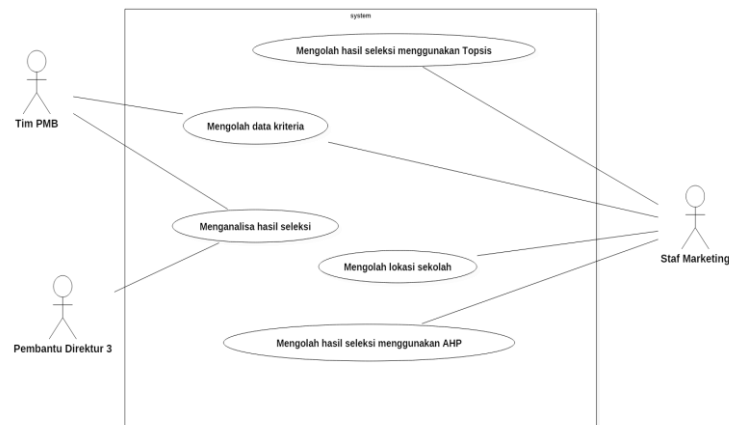 system
Mengolah hasil seleksi menggunakan Topsis
Tim PMB
Mengolah data kriteria
Menganalisa hasil seleksi
Staf Marketing
Mengolah lokasi sekolah
Pembantu Direktur 3
Mengolah hasil seleksi menggunakan AHP